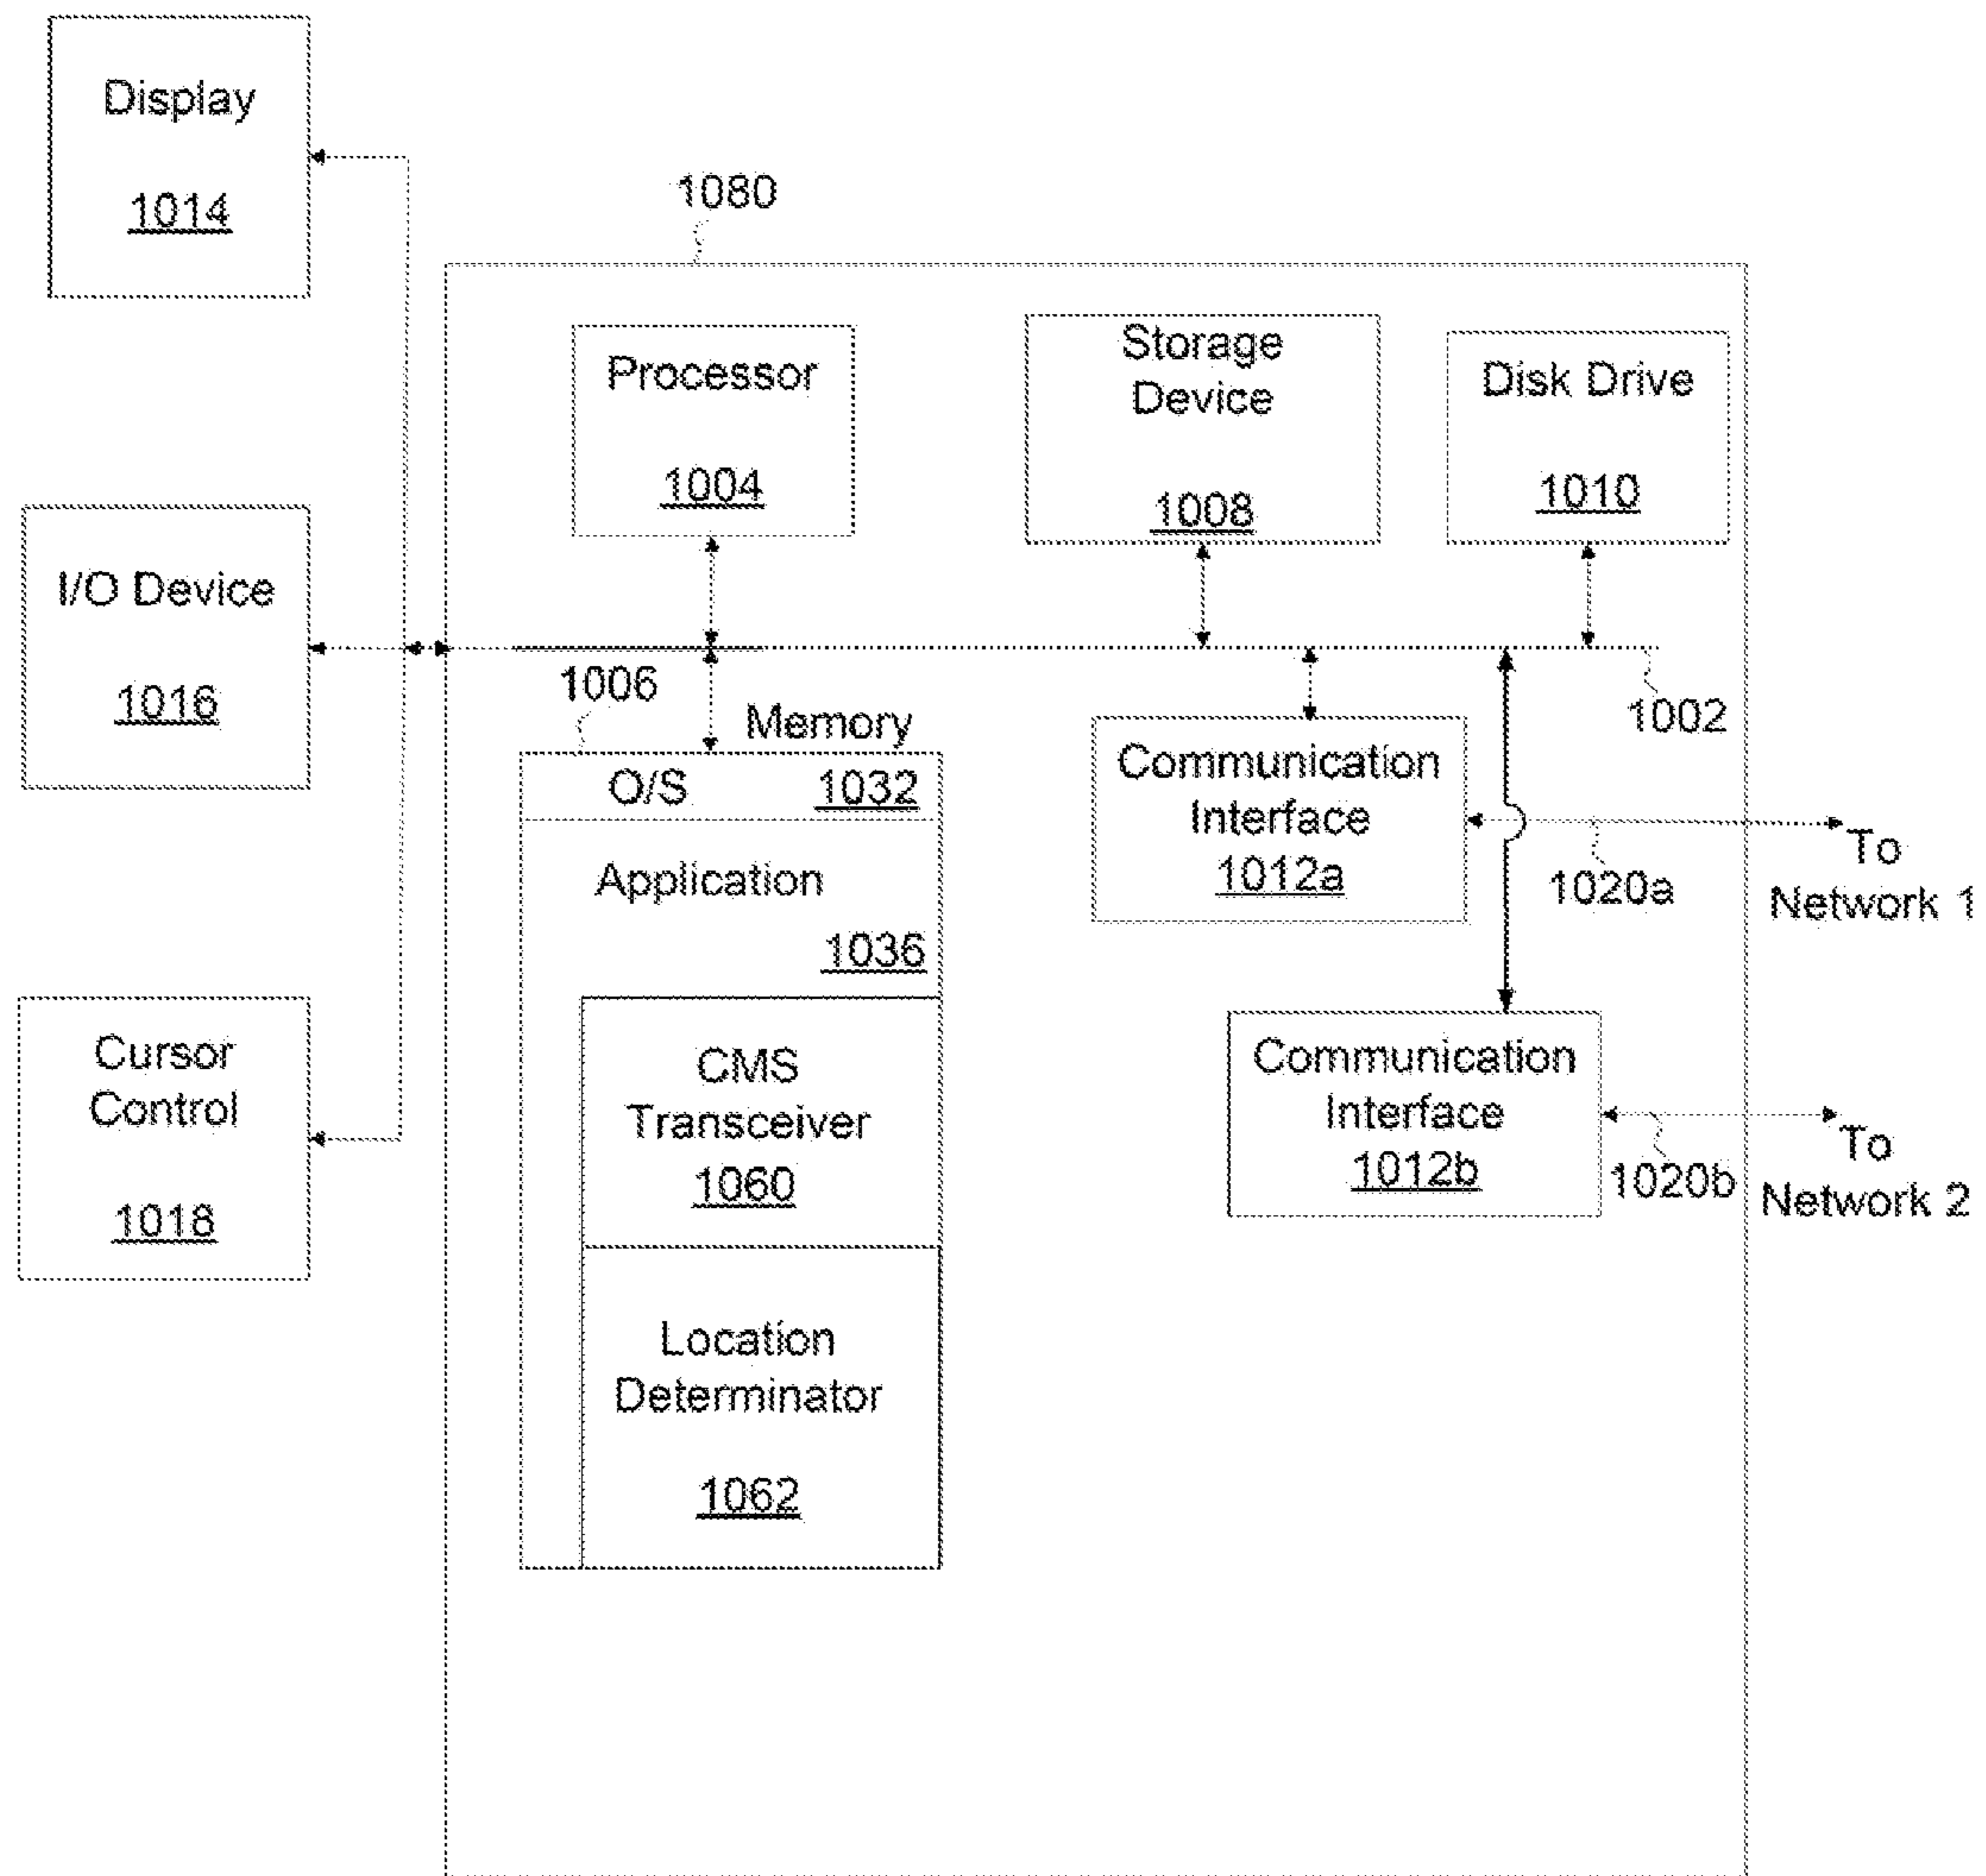 Display
1014
1080
Processor
1004
Storage
Device
1008
Disk Drive
1010
I/O Device
1016
1006
Memory
1002
O/S 1032
Application
1036
CMS
Transceiver
1060
Location
Determinator
1062
Communication
Interface
1012a
1020a
To
Network 1
Communication
Interface
1012b
1020b
To
Network 2
Cursor
Control
1018